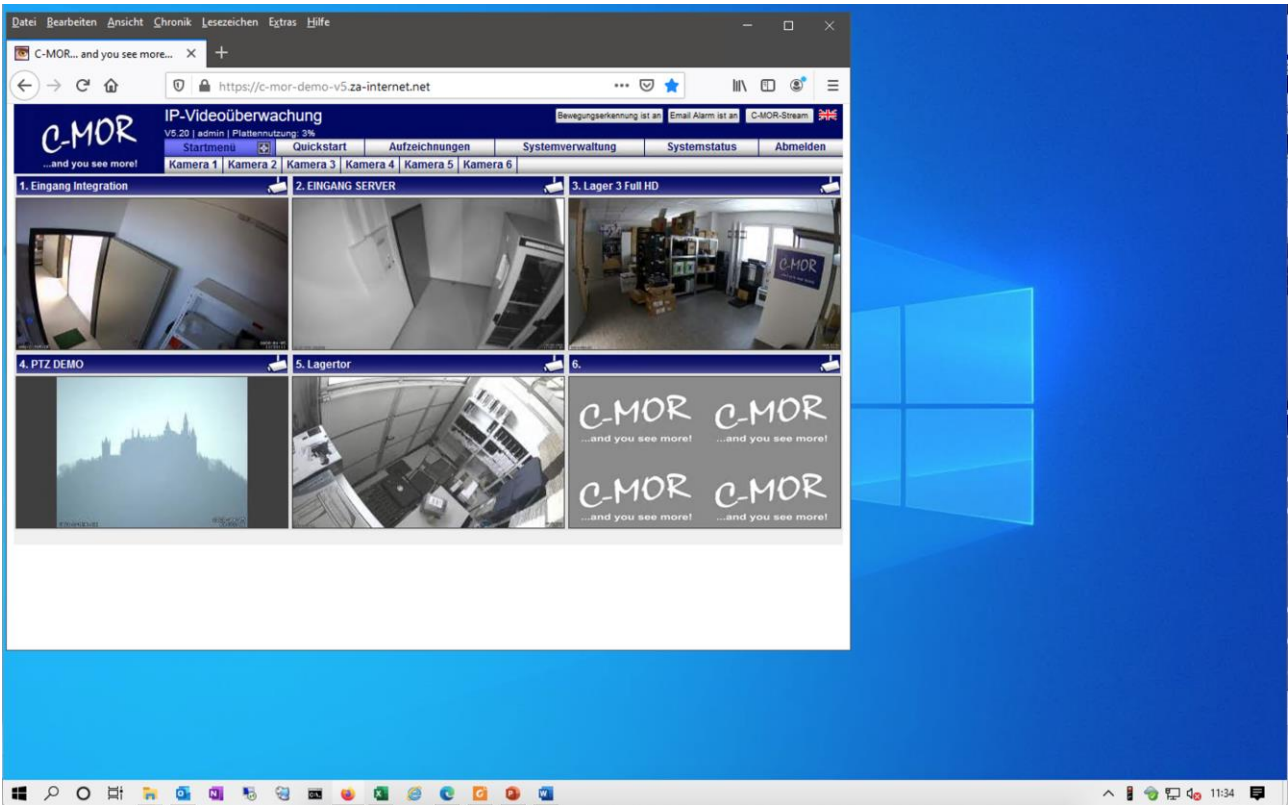 Datei Bearbeiten Ansicht Chronik Lesezeichen Extras Hilfe
C-MOR... and you see more...
https://c-mor-demo-v5.za-internet.net
C-MOR
...and you see more!
IP-Videoüberwachung
V5.20 | admin | Plattennutzung: 3%
Bewegungserkennung ist an Email Alarm ist an C-MOR-Stream
Startmenü Quickstart Aufzeichnungen Systemverwaltung Systemstatus Abmelden
Kamera 1 Kamera 2 Kamera 3 Kamera 4 Kamera 5 Kamera 6
1. Eingang Integration
2. EINGANG SERVER
3. Lager 3 Full HD
C-MOR
4. PTZ DEMO
5. Lagertor
6.
C-MOR C-MOR
...and you see more! ...and you see more!
C-MOR C-MOR
...and you see more! ...and you see more!
11:34